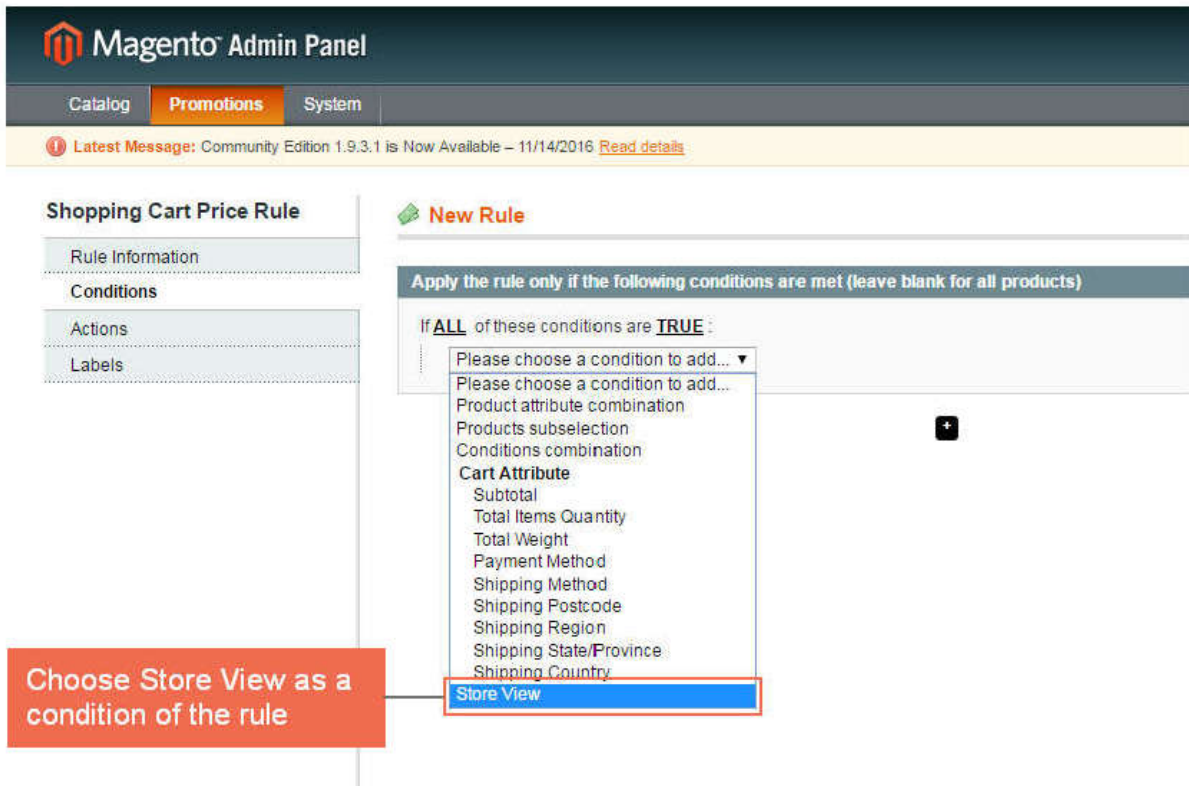 Magento Admin Panel
Catalog Promotions System
Latest Message: Community Edition 1.9.3.1 is Now Available – 11/14/2016 Read details
Shopping Cart Price Rule
Rule Information
Conditions
Actions
Labels
New Rule
Apply the rule only if the following conditions are met (leave blank for all products)
If ALL of these conditions are TRUE :
Please choose a condition to add...
Please choose a condition to add...
Product attribute combination
Products subselection
Conditions combination
Cart Attribute
Subtotal
Total Items Quantity
Total Weight
Payment Method
Shipping Method
Shipping Postcode
Shipping Region
Shipping State/Province
Shipping Country
Store View
Choose Store View as a
condition of the rule